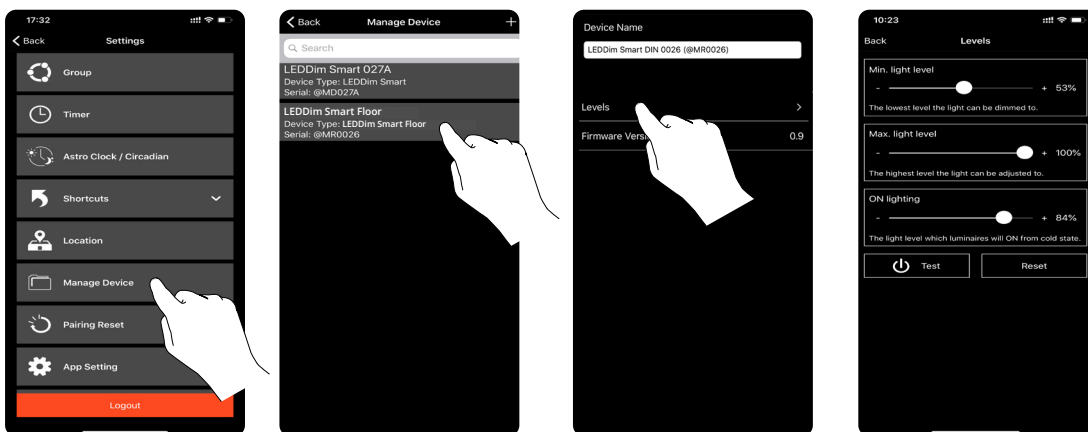 17:32
Back
Settings
Group
Timer
Astro Clock / Circadian
Shortcuts
Location
Manage Device
Pairing Reset
App Setting
Logout
Back
Manage Device
+
Search
LEDDim Smart 027A
Device Type: LEDDim Smart
Serial: @MD027A
LEDDim Smart Floor
Device Type: LEDDim Smart Floor
Serial: @MR0026
Device Name
LEDDim Smart DIN 0026 (@MR0026)
Levels
Firmware 0.9
10:23
Back
Levels
Min. light level
- + 53%
The lowest level the light can be dimmed to.
Max. light level
- + 100%
The highest level the light can be adjusted to.
ON lighting
- + 84%
The light level which luminaires will ON from cold state.
Test
Reset